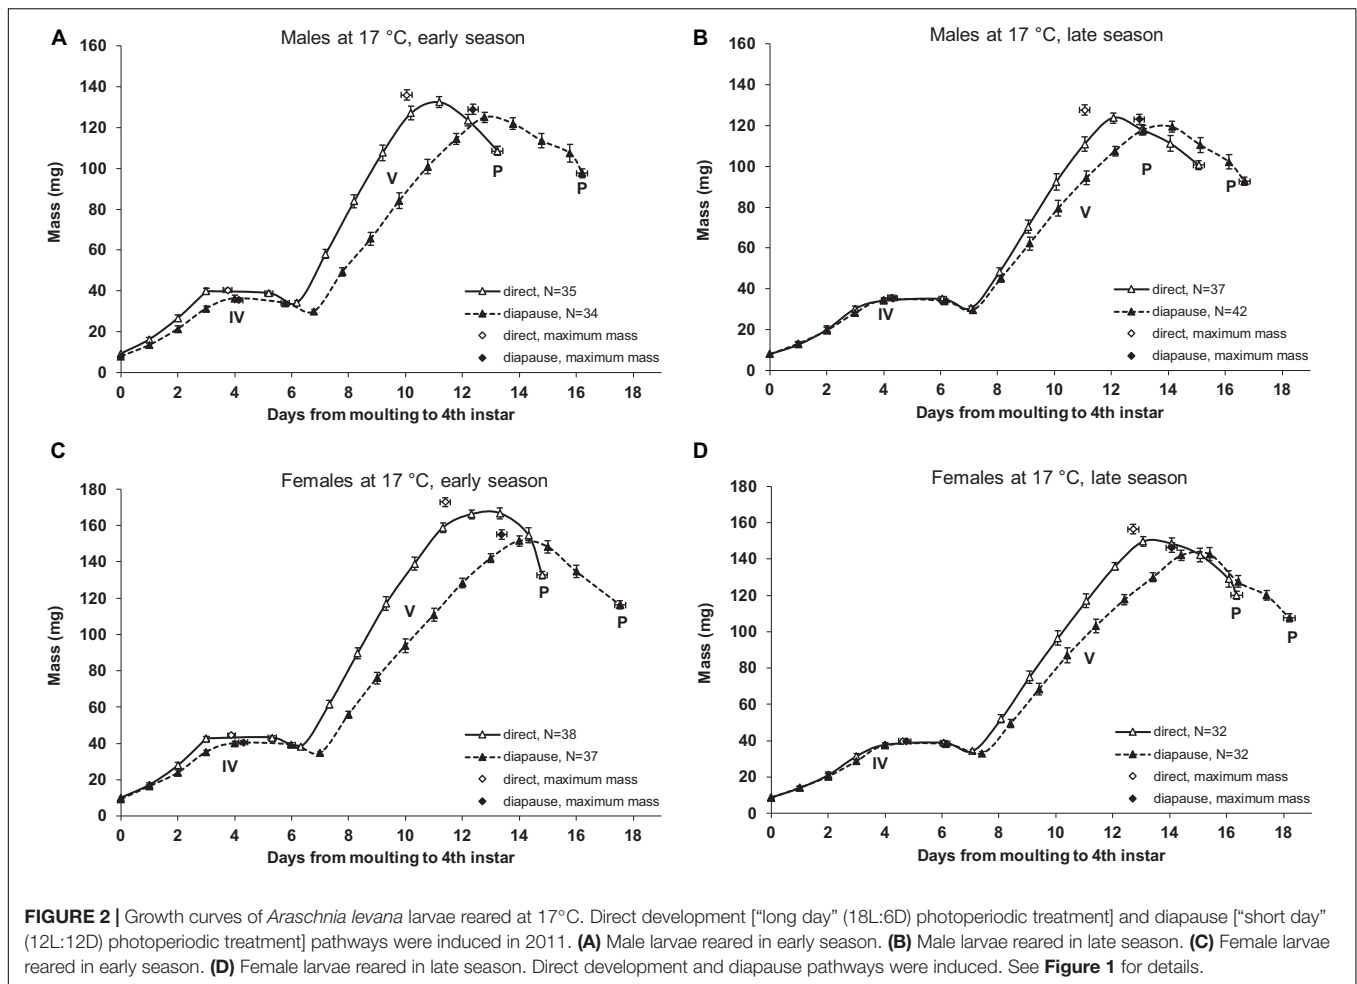 A
Males at 17 °C, early season
160
140
120
100
80
60
40
20
0
Mass (mg)
IV
V
P
P
direct, N=35
diapause, N=34
direct, maximum mass
diapause, maximum mass
0 2 4 6 8 10 12 14 16 18
Days from moulting to 4th instar
B
Males at 17 °C, late season
160
140
120
100
80
60
40
20
0
Mass (mg)
IV
V
P
P
direct, N=37
diapause, N=42
direct, maximum mass
diapause, maximum mass
0 2 4 6 8 10 12 14 16 18
Days from moulting to 4th instar
C
Females at 17 °C, early season
180
160
140
120
100
80
60
40
20
0
Mass (mg)
IV
V
P
P
direct, N=38
diapause, N=37
direct, maximum mass
diapause, maximum mass
0 2 4 6 8 10 12 14 16 18
Days from moulting to 4th instar
D
Females at 17 °C, late season
180
160
140
120
100
80
60
40
20
0
Mass (mg)
IV
V
P
P
direct, N=32
diapause, N=32
direct, maximum mass
diapause, maximum mass
0 2 4 6 8 10 12 14 16 18
Days from moulting to 4th instar
FIGURE 2 | Growth curves of Araschnia levana larvae reared at 17°C. Direct development [“long day” (18L:6D) photoperiodic treatment] and diapause [“short day”
(12L:12D) photoperiodic treatment] pathways were induced in 2011. (A) Male larvae reared in early season. (B) Male larvae reared in late season. (C) Female larvae
reared in early season. (D) Female larvae reared in late season. Direct development and diapause pathways were induced. See Figure 1 for details.